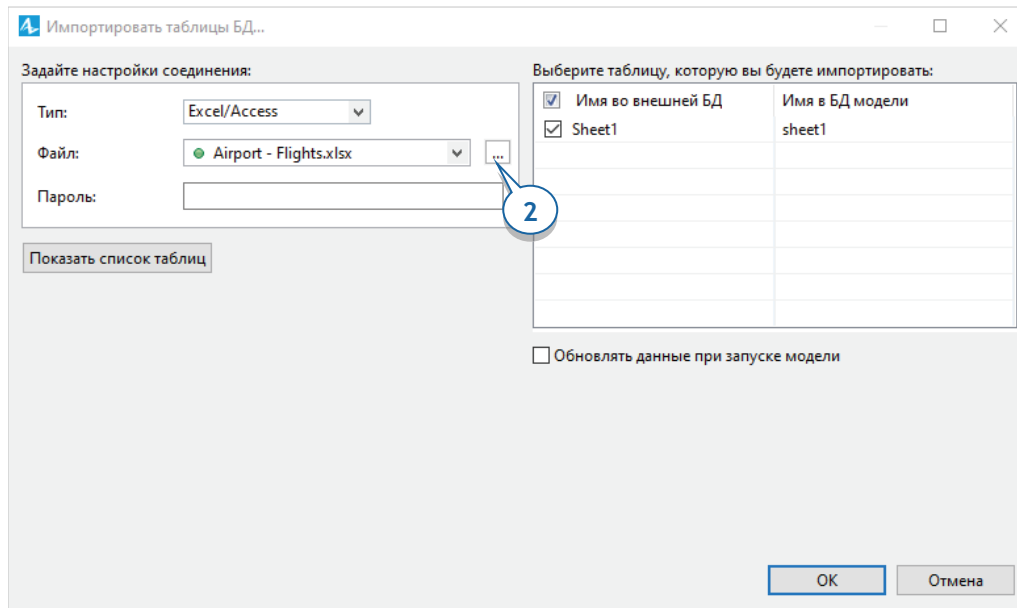 Импортировать таблицы БД...
Задайте настройки соединения:
Тип:
Excel/Access
Файл:
Airport - Flights.xlsx
...
Пароль:
2
Показать список таблиц
Выберите таблицу, которую вы будете импортировать:
Имя во внешней БД Имя в БД модели
Sheet1 sheet1
Обновлять данные при запуске модели
OK Отмена